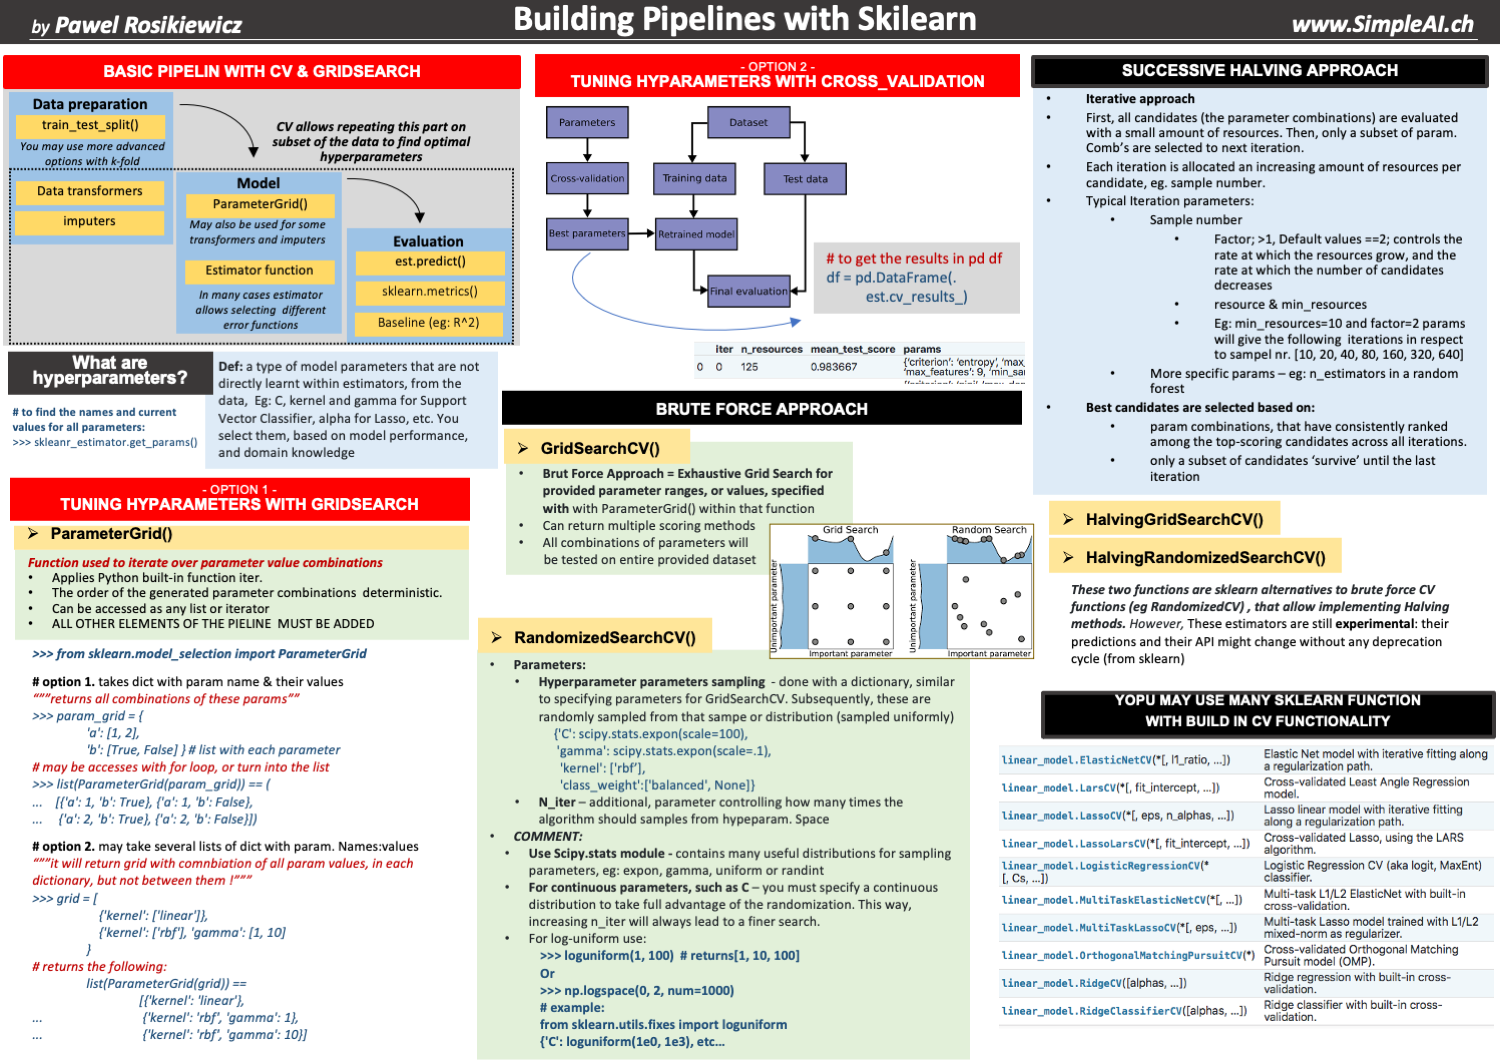 by Pawel Rosikiewicz
Building Pipelines with Skilearn
www.SimpleAI.ch
BASIC PIPELIN WITH CV & GRIDSEARCH
Data preparation
train_test_split()
You may use more advanced
options with k-fold
Data transformers
imputers
CV allows repeating this part on
subset of the data to find optimal
hyperparameters
Model
ParameterGrid()
May also be used for some
transformers and imputers
Estimator function
In many cases estimator
allows selecting different
error functions
Evaluation
est.predict()
sklearn.metrics()
Baseline (eg: R^2)
What are
hyperparameters?
# to find the names and current
values for all parameters:
>>> skleanr_estimator.get_params()
Def: a type of model parameters that are not
directly learnt within estimators, from the
data, Eg: C, kernel and gamma for Support
Vector Classifier, alpha for Lasso, etc. You
select them, based on model performance,
and domain knowledge
- OPTION 1 -
TUNING HYPARAMETERS WITH GRIDSEARCH
➢ ParameterGrid()
Function used to iterate over parameter value combinations
• Applies Python built-in function iter.
• The order of the generated parameter combinations deterministic.
• Can be accessed as any list or iterator
• ALL OTHER ELEMENTS OF THE PIELINE MUST BE ADDED
>>> from sklearn.model_selection import ParameterGrid
# option 1. takes dict with param name & their values
“””returns all combinations of these params””
>>> param_grid = {
'a': [1, 2],
'b': [True, False] } # list with each parameter
# may be accesses with for loop, or turn into the list
>>> list(ParameterGrid(param_grid)) == (
... [{'a': 1, 'b': True}, {'a': 1, 'b': False},
... {'a': 2, 'b': True}, {'a': 2, 'b': False}])
# option 2. may take several lists of dict with param. Names:values
“””it will return grid with comnbiation of all param values, in each
dictionary, but not between them !”””
>>> grid = [
{'kernel': ['linear']},
{'kernel': ['rbf'], 'gamma': [1, 10]
}
# returns the following:
list(ParameterGrid(grid)) ==
[{'kernel': 'linear'},
... {'kernel': 'rbf', 'gamma': 1},
... {'kernel': 'rbf', 'gamma': 10}]
- OPTION 2 -
TUNING HYPARAMETERS WITH CROSS_VALIDATION
Parameters
Dataset
Cross-validation
Training data
Test data
Best parameters
Retrained model
Final evaluation
# to get the results in pd df
df = pd.DataFrame(.
est.cv_results_)
iter n_resources mean_test_score params
0 0 125 0.983667 {'criterion': 'entropy', 'max_
'max_features': 9, 'min_sar
BRUTE FORCE APPROACH
➢ GridSearchCV()
• Brut Force Approach = Exhaustive Grid Search for
provided parameter ranges, or values, specified
with with ParameterGrid() within that function
• Can return multiple scoring methods
• All combinations of parameters will
be tested on entire provided dataset
Grid Search
Unimportant parameter
Important parameter
Random Search
Unimportant parameter
Important parameter
➢ RandomizedSearchCV()
• Parameters:
• Hyperparameter parameters sampling - done with a dictionary, similar
to specifying parameters for GridSearchCV. Subsequently, these are
randomly sampled from that sampe or distribution (sampled uniformly)
{'C': scipy.stats.expon(scale=100),
'gamma': scipy.stats.expon(scale=.1),
'kernel': ['rbf'],
'class_weight':['balanced', None]}
• N_iter – additional, parameter controlling how many times the
algorithm should samples from hypeparam. Space
• COMMENT:
• Use Scipy.stats module - contains many useful distributions for sampling
parameters, eg: expon, gamma, uniform or randint
• For continuous parameters, such as C – you must specify a continuous
distribution to take full advantage of the randomization. This way,
increasing n_iter will always lead to a finer search.
• For log-uniform use:
>>> loguniform(1, 100) # returns[1, 10, 100]
Or
>>> np.logspace(0, 2, num=1000)
# example:
from sklearn.utils.fixes import loguniform
{'C': loguniform(1e0, 1e3), etc...
SUCCESSIVE HALVING APPROACH
• Iterative approach
• First, all candidates (the parameter combinations) are evaluated
with a small amount of resources. Then, only a subset of param.
Comb's are selected to next iteration.
• Each iteration is allocated an increasing amount of resources per
candidate, eg. sample number.
• Typical Iteration parameters:
• Sample number
• Factor; >1, Default values ==2; controls the
rate at which the resources grow, and the
rate at which the number of candidates
decreases
• resource & min_resources
• Eg: min_resources=10 and factor=2 params
will give the following iterations in respect
to sampel nr. [10, 20, 40, 80, 160, 320, 640]
• More specific params – eg: n_estimators in a random
forest
• Best candidates are selected based on:
• param combinations, that have consistently ranked
among the top-scoring candidates across all iterations.
• only a subset of candidates 'survive' until the last
iteration
➢ HalvingGridSearchCV()
➢ HalvingRandomizedSearchCV()
These two functions are sklearn alternatives to brute force CV
functions (eg RandomizedCV) , that allow implementing Halving
methods. However, These estimators are still experimental: their
predictions and their API might change without any deprecation
cycle (from sklearn)
YOPU MAY USE MANY SKLEARN FUNCTION
WITH BUILD IN CV FUNCTIONALITY
linear_model.ElasticNetCV(*[, l1_ratio, ...]) Elastic Net model with iterative fitting along
a regularization path.
linear_model.LarsCV(*[, fit_intercept, ...]) Cross-validated Least Angle Regression
model.
linear_model.LassoCV(*[, eps, n_alphas, ...]) Lasso linear model with iterative fitting
along a regularization path.
linear_model.LassoLarsCV(*[, fit_intercept, ...]) Cross-validated Lasso, using the LARS
algorithm.
linear_model.LogisticRegressionCV(* Logistic Regression CV (aka logit, MaxEnt)
[, Cs, ...]) classifier.
linear_model.MultiTaskElasticNetCV(*[, ...]) Multi-task L1/L2 ElasticNet with built-in
cross-validation.
linear_model.MultiTaskLassoCV(*[, eps, ...]) Multi-task Lasso model trained with L1/L2
mixed-norm as regularizer.
linear_model.OrthogonalMatchingPursuitCV(*) Cross-validated Orthogonal Matching
Pursuit model (OMP).
linear_model.RidgeCV([alphas, ...]) Ridge regression with built-in cross-
validation.
linear_model.RidgeClassifierCV([alphas, ...]) Ridge classifier with built-in cross-
validation.